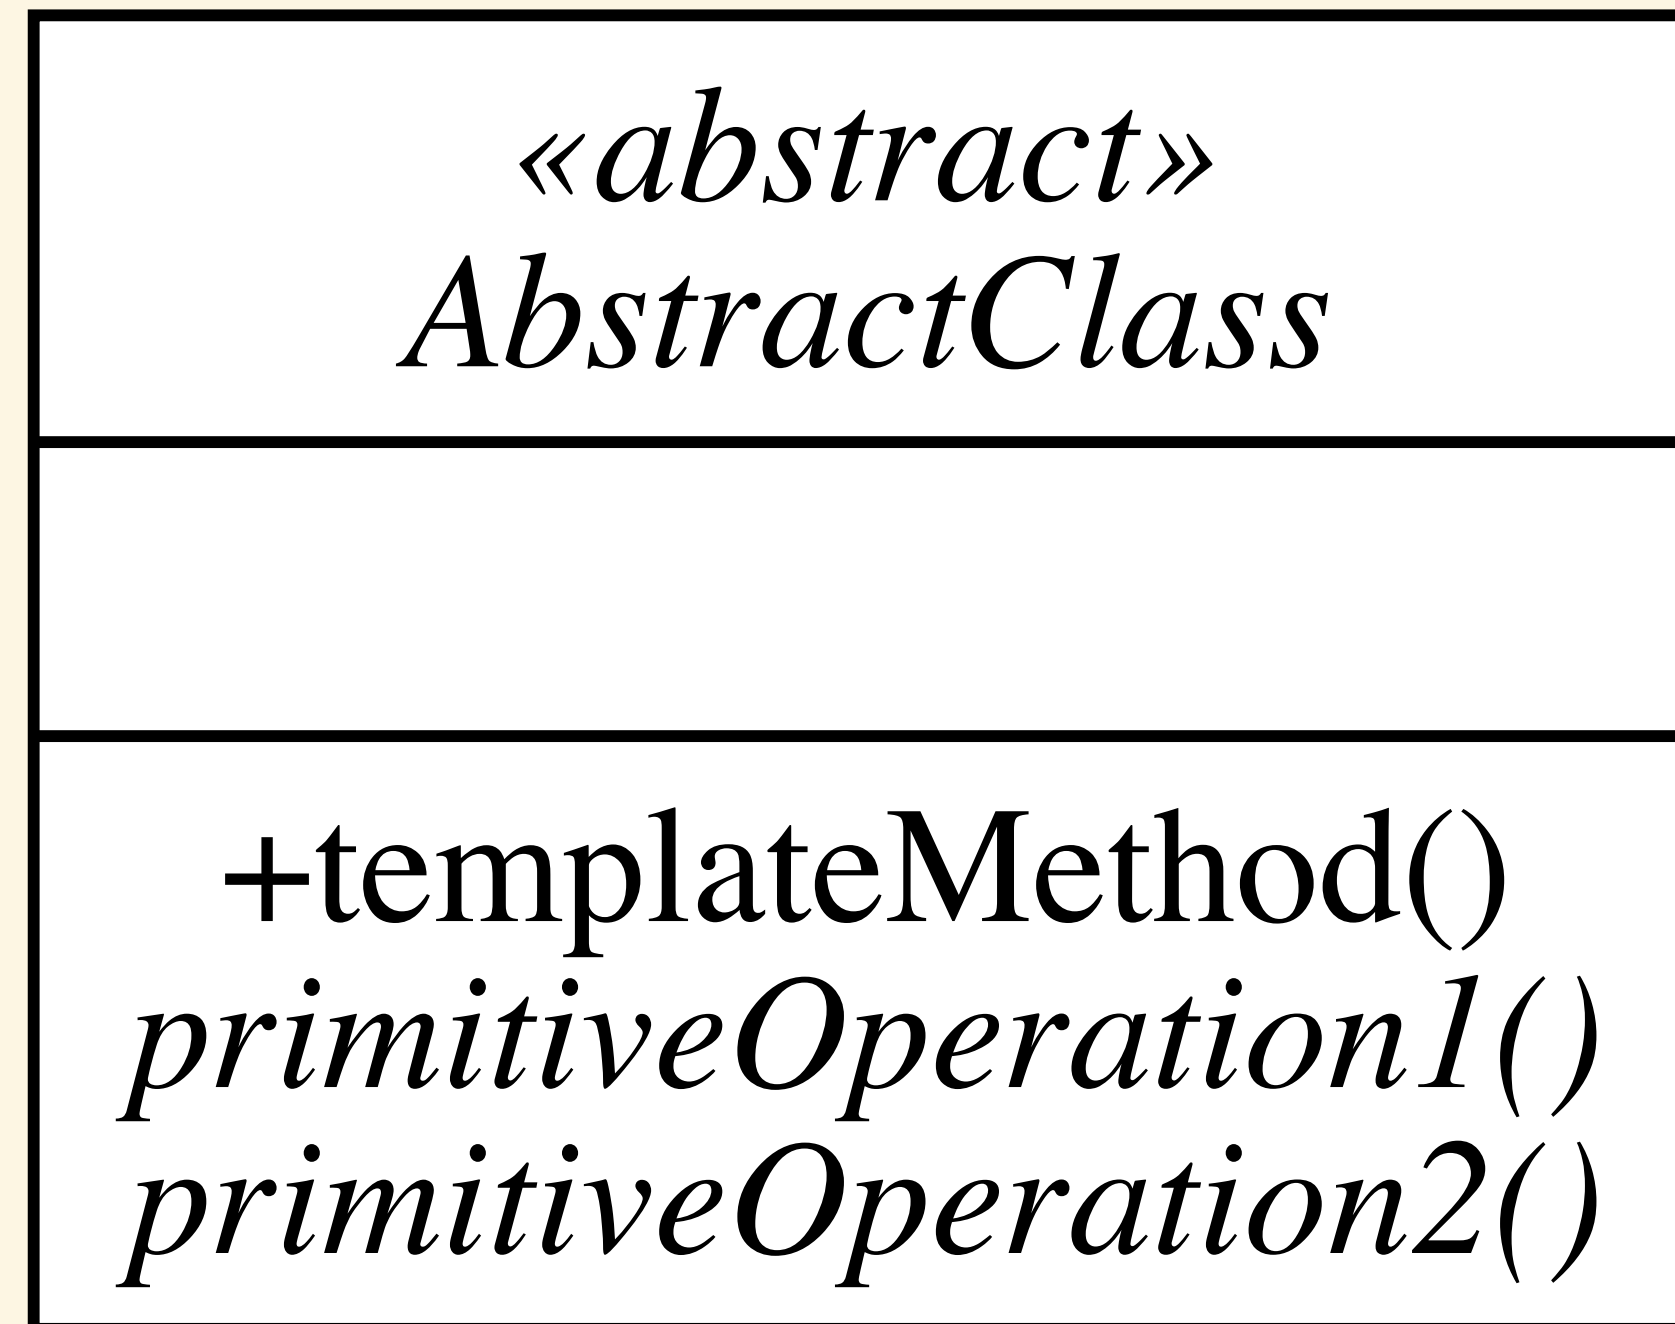 «abstract»
AbstractClass
+templateMethod()
primitiveOperation1()
primitiveOperation2()